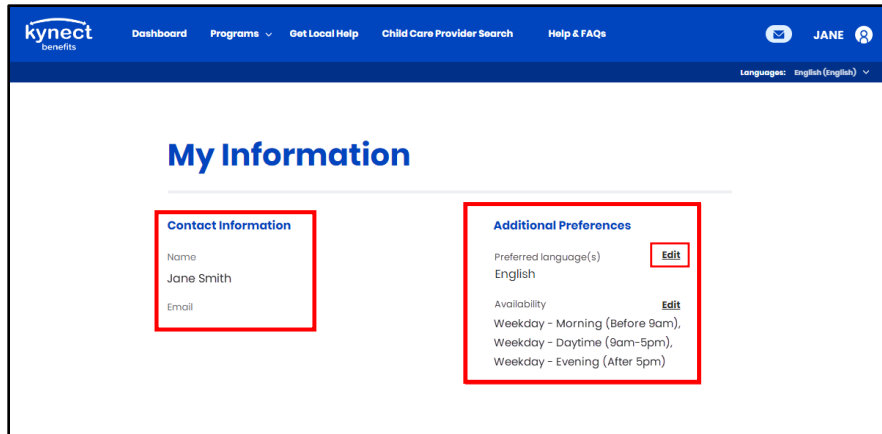 kynect
benefits
Dashboard Programs Get Local Help Child Care Provider Search Help & FAQs JANE
Languages: English (English)
My Information
Contact Information
Name
Jane Smith
Email
Additional Preferences
Preferred language(s) Edit
English
Availability Edit
Weekday - Morning (Before 9am),
Weekday - Daytime (9am-5pm),
Weekday - Evening (After 5pm)